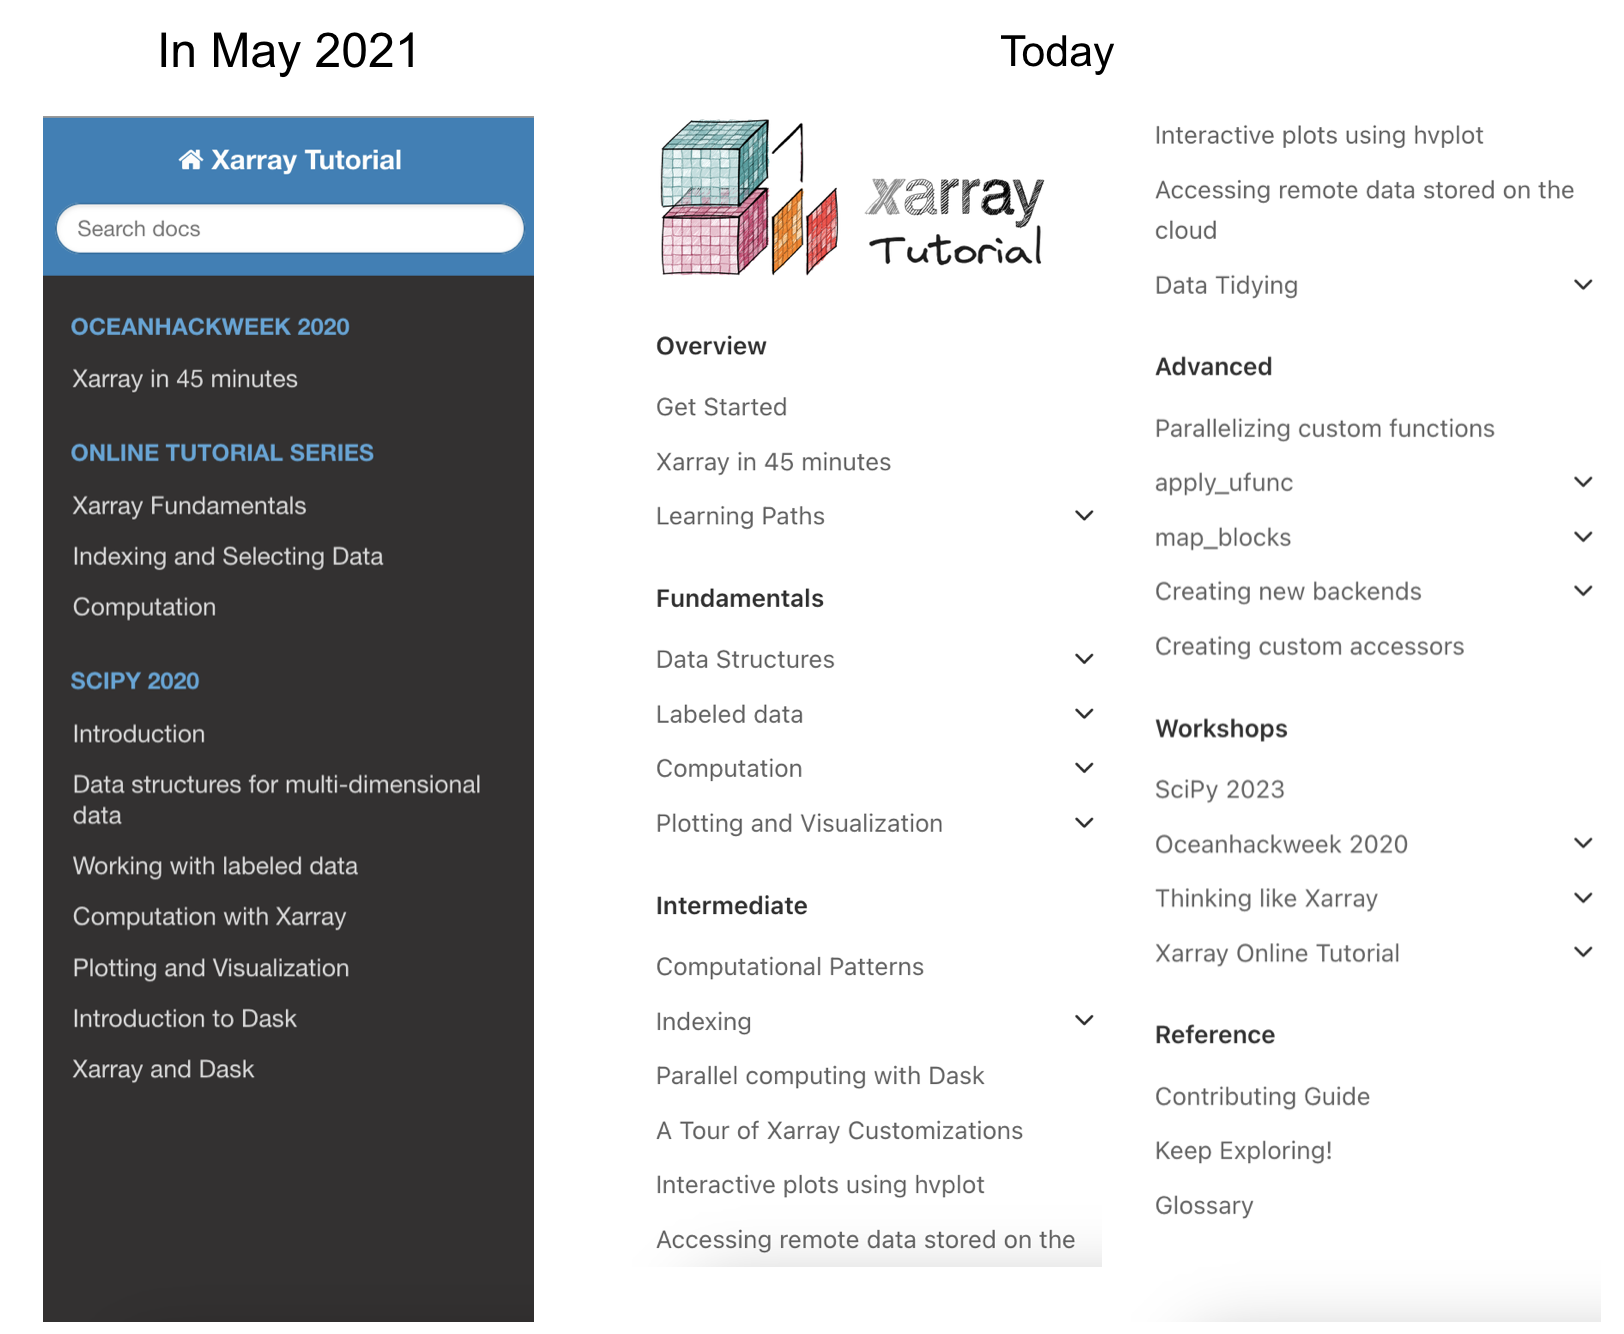 In May 2021
Xarray Tutorial
Search docs
OCEANHACKWEEK 2020
Xarray in 45 minutes
ONLINE TUTORIAL SERIES
Xarray Fundamentals
Indexing and Selecting Data
Computation
SCIPY 2020
Introduction
Data structures for multi-dimensional
data
Working with labeled data
Computation with Xarray
Plotting and Visualization
Introduction to Dask
Xarray and Dask
Today
xarray
Tutorial
Overview
Get Started
Xarray in 45 minutes
Learning Paths
Fundamentals
Data Structures
Labeled data
Computation
Plotting and Visualization
Intermediate
Computational Patterns
Indexing
Parallel computing with Dask
A Tour of Xarray Customizations
Interactive plots using hvplot
Accessing remote data stored on the
Interactive plots using hvplot
Accessing remote data stored on the
cloud
Data Tidying
Advanced
Parallelizing custom functions
apply_ufunc
map_blocks
Creating new backends
Creating custom accessors
Workshops
SciPy 2023
Oceanhackweek 2020
Thinking like Xarray
Xarray Online Tutorial
Reference
Contributing Guide
Keep Exploring!
Glossary